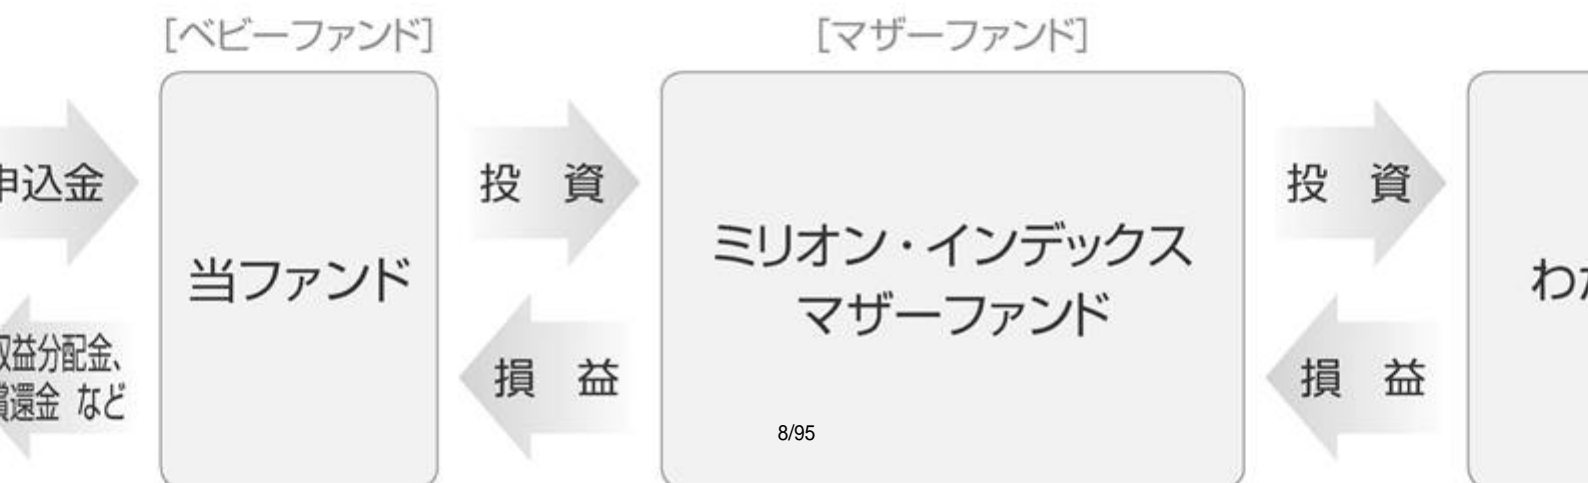 [ベビーファンド]
[マザーファンド]
申込金
投 資
投 資
当ファンド
ミリオン・インデックス
マザーファンド
収益分配金、
償還金 など
損 益
損 益
8/95